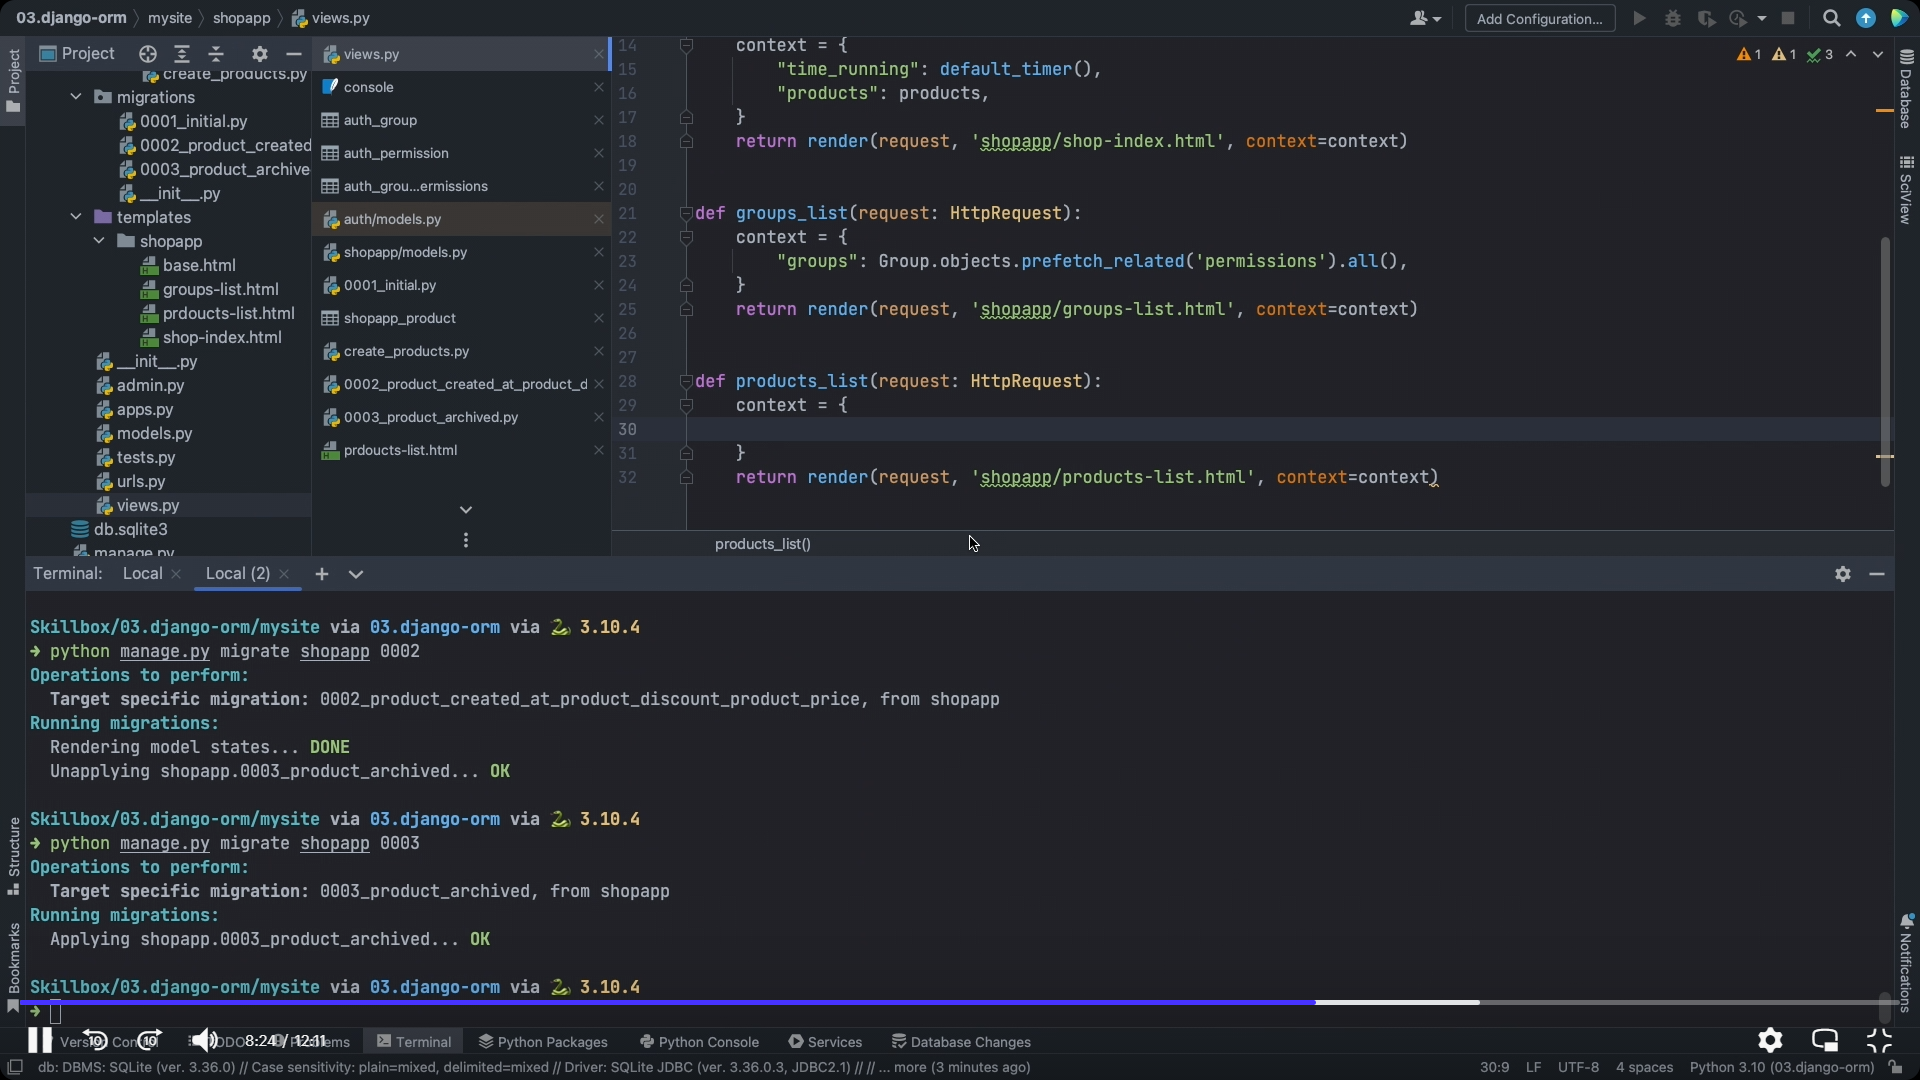 03.django-orm mysite shopapp views.py
Add Configuration...
Project
Project
create_products.py
migrations
0001_initial.py
0002_product_created
0003_product_archive
__init__.py
templates
shopapp
base.html
groups-list.html
prdoucts-list.html
shop-index.html
__init__.py
admin.py
apps.py
models.py
tests.py
urls.py
views.py
db.sqlite3
manage.py
views.py
console
auth_group
auth_permission
auth_grou...ermissions
auth/models.py
shopapp/models.py
0001_initial.py
shopapp_product
create_products.py
0002_product_created_at_product_d
0003_product_archived.py
prdoucts-list.html
1 1 3
14 context = {
15 "time_running": default_timer(),
16 "products": products,
17 }
18 return render(request, 'shopapp/shop-index.html', context=context)
19
20
21 def groups_list(request: HttpRequest):
22 context = {
23 "groups": Group.objects.prefetch_related('permissions').all(),
24 }
25 return render(request, 'shopapp/groups-list.html', context=context)
26
27
28 def products_list(request: HttpRequest):
29 context = {
30
31 }
32 return render(request, 'shopapp/products-list.html', context=context)
products_list()
Database
SciView
Notifications
Structure
Bookmarks
Terminal: Local Local (2)
Skillbox/03.django-orm/mysite via 03.django-orm via 🐍 3.10.4
➜ python manage.py migrate shopapp 0002
Operations to perform:
Target specific migration: 0002_product_created_at_product_discount_product_price, from shopapp
Running migrations:
Rendering model states... DONE
Unapplying shopapp.0003_product_archived... OK
Skillbox/03.django-orm/mysite via 03.django-orm via 🐍 3.10.4
➜ python manage.py migrate shopapp 0003
Operations to perform:
Target specific migration: 0003_product_archived, from shopapp
Running migrations:
Applying shopapp.0003_product_archived... OK
Skillbox/03.django-orm/mysite via 03.django-orm via 🐍 3.10.4
➜
10 10 8:24 / 12:11 Terminal Python Packages Python Console Services Database Changes
db: DBMS: SQLite (ver. 3.36.0) // Case sensitivity: plain=mixed, delimited=mixed // Driver: SQLite JDBC (ver. 3.36.0.3, JDBC2.1) // // ... more (3 minutes ago) 30:9 LF UTF-8 4 spaces Python 3.10 (03.django-orm)